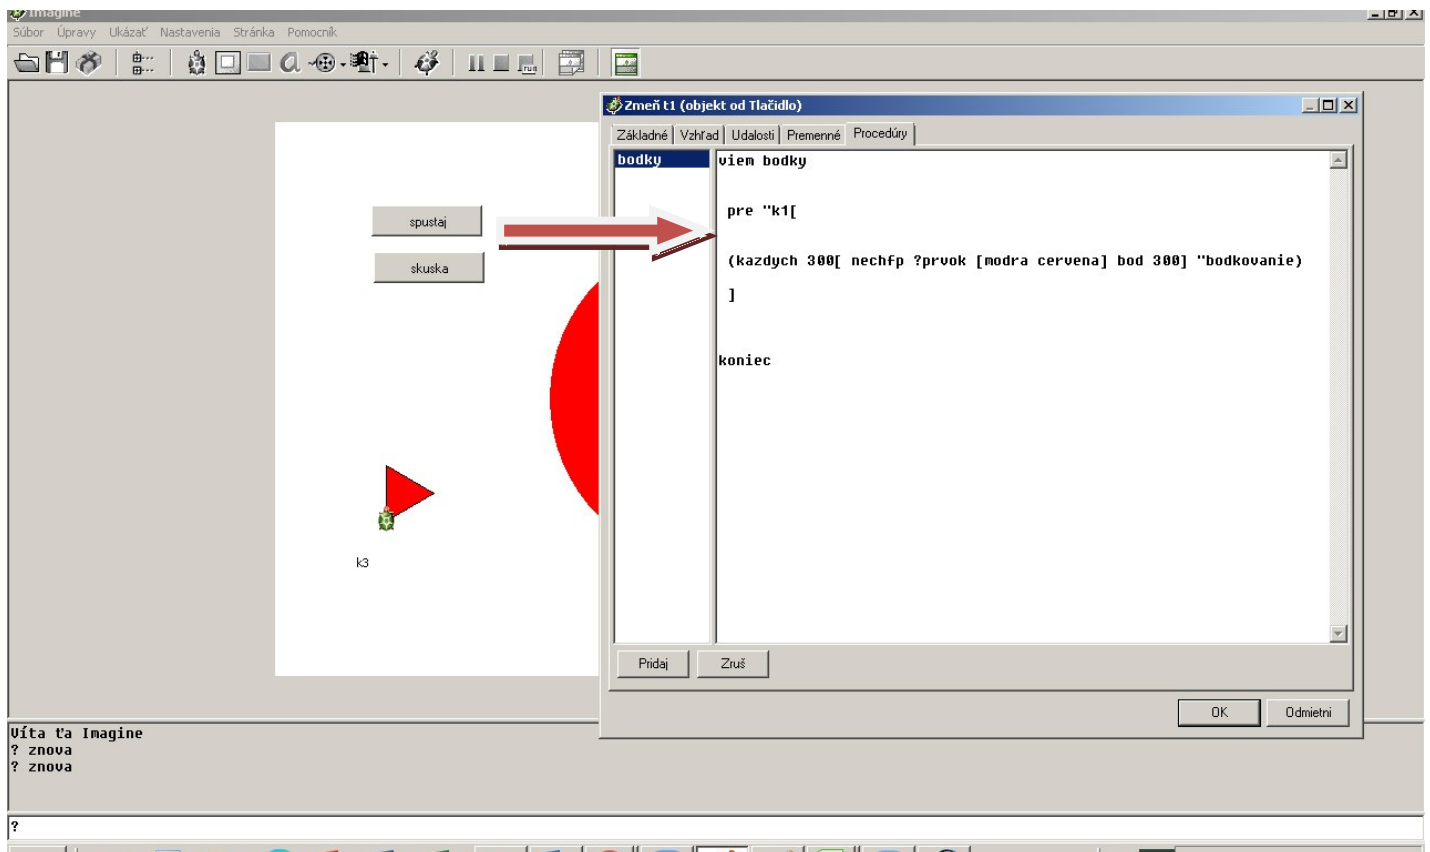 Imagine
Súbor Úpravy Ukázať Nastavenia Stránka Pomocník
Zmeň t1 (objekt od Tlačidlo)
Základné Vzhľad Udalosti Premenné Procedúry
bodky
viem bodky
pre "k1[
(kazdych 300[ nechfp ?prvok [modra cervena] bod 300] "bodkovanie)
]
koniec
spustaj
skuska
k3
Pridaj Zruš
OK Odmietni
Víta ťa Imagine
? znova
? znova
?